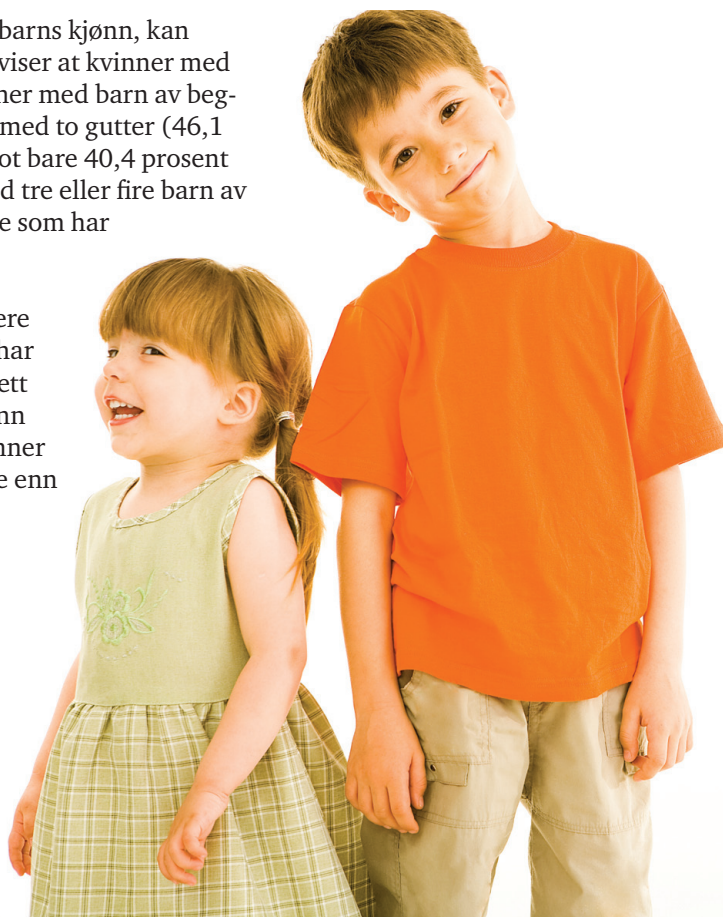 barns kjønn, kan
viser at kvinner med
ner med barn av beg-
med to gutter (46,1
ot bare 40,4 prosent
d tre eller fire barn av
e som har
ere
har
ett
nn
nner
e enn